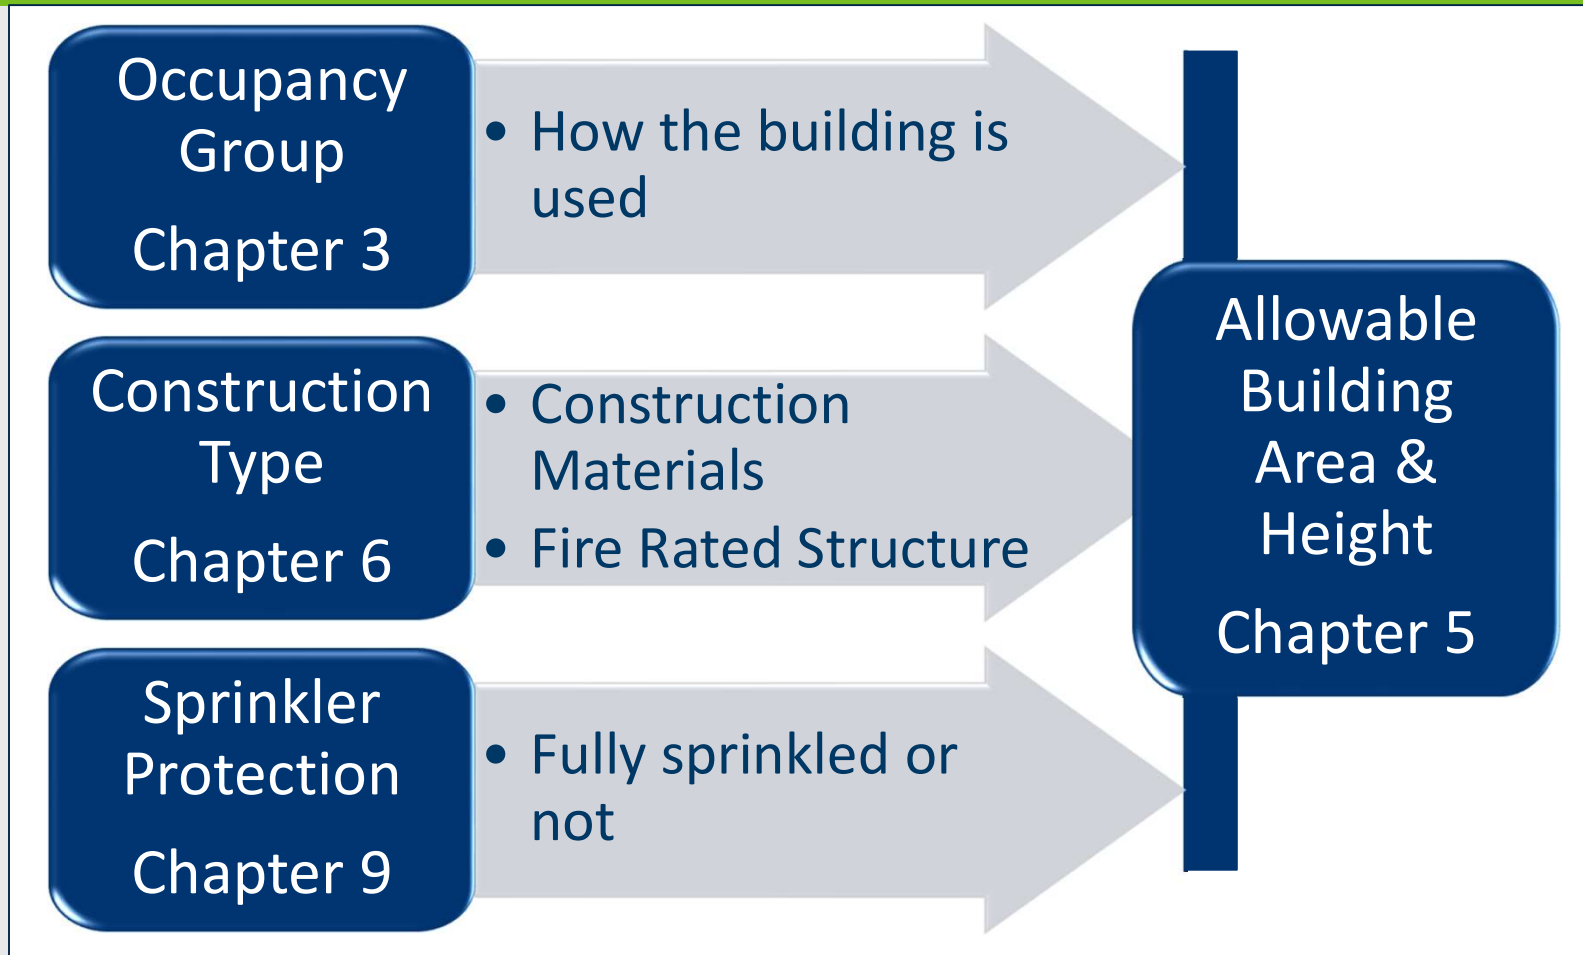 Occupancy
Group
Chapter 3
• How the building is
used
Construction
Type
Chapter 6
• Construction
Materials
• Fire Rated Structure
Sprinkler
Protection
Chapter 9
• Fully sprinkled or
not
Allowable
Building
Area &
Height
Chapter 5